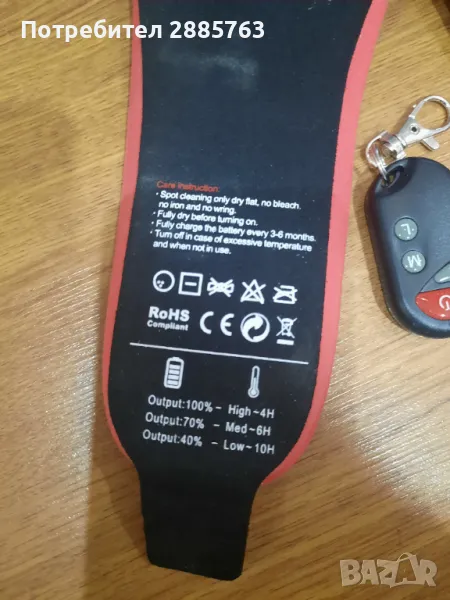 Потребител 2885763
Care Instruction:
· Spot cleaning only dry flat, no bleach.
no iron and no wring.
· Fully dry before turning on.
· Fully charge the battery every 3-6 months.
· Turn off in case of excessive temperature
and when not in use.
RoHS
Compliant
CE
Output:100% – High~4H
Output:70% – Med~6H
Output:40% – Low~10H
L
M
BAZAR